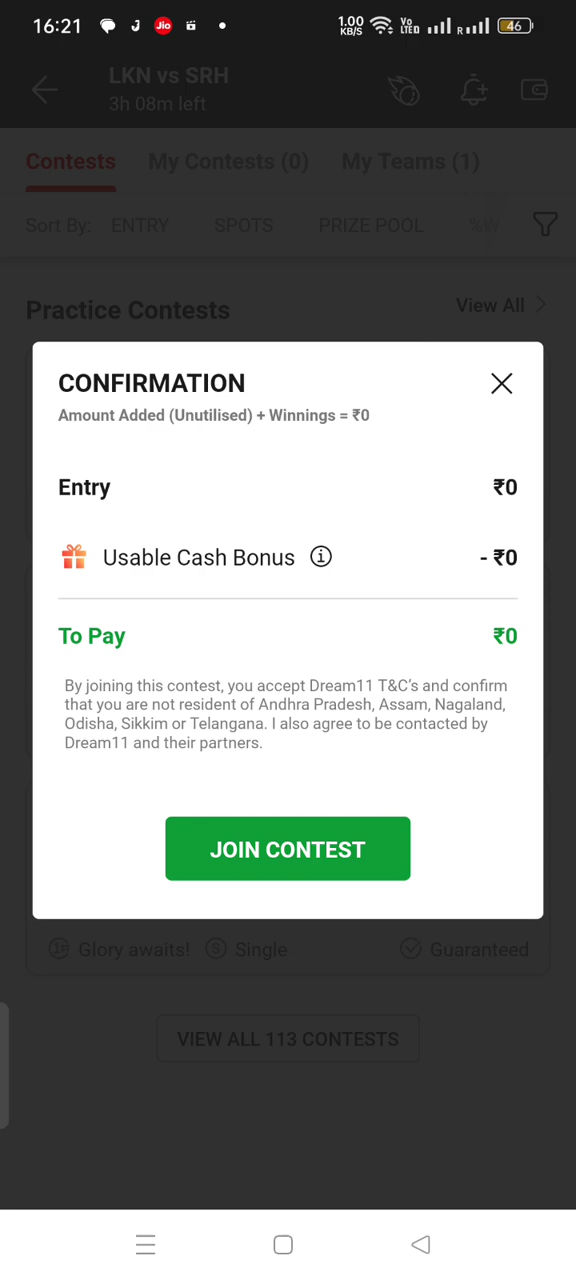 16:21
J
Jio
1.00 KB/S
Vo LTED
R
46
LKN vs SRH
3h 08m left
Contests
My Contests (0)
My Teams (1)
Sort By: ENTRY SPOTS PRIZE POOL
Practice Contests
View All
CONFIRMATION
Amount Added (Unutilised) + Winnings = ₹0
Entry ₹0
Usable Cash Bonus - ₹0
To Pay ₹0
By joining this contest, you accept Dream11 T&C's and confirm
that you are not resident of Andhra Pradesh, Assam, Nagaland,
Odisha, Sikkim or Telangana. I also agree to be contacted by
Dream11 and their partners.
JOIN CONTEST
Glory awaits! S Single Guaranteed
VIEW ALL 113 CONTESTS